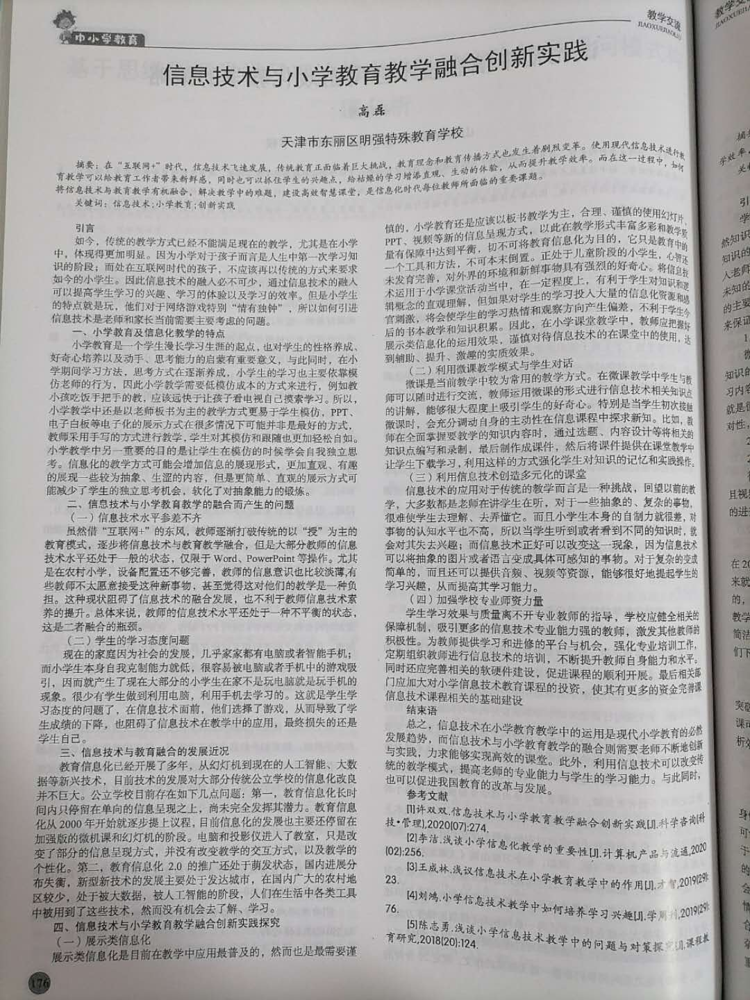 中小学教育
教学交流
JIAOXUEJIAOLIU
信息技术与小学教育教学融合创新实践
高磊
天津市东丽区明强特殊教育学校
摘要：在“互联网+”时代，信息技术飞速发展，传统教育正面临着巨大挑战，教育理念和教育传播方式也发生着剧烈变革。使用现代信息技术进行教
育教学可以给教育工作者带来新鲜感，同时也可以抓住学生的兴趣点，给枯燥的学习增添直观、生动的体验，从而提升教学效率。而在这一过程中，如何
将信息技术与教育教学有机融合，解决教学中的难题，建设高效智慧课堂，是信息化时代每位教师所面临的重要课题。
关键词：信息技术;小学教育;创新实践
引言
如今，传统的教学方式已经不能满足现在的教学，尤其是在小学
中，体现得更加明显。因为小学对于孩子而言是人生中第一次学习知
识的阶段；而处在互联网时代的孩子，不应该再以传统的方式来要求
如今的小学生。因此信息技术的融入必不可少，通过信息技术的融入
可以提高学生学习的兴趣、学习的体验以及学习的效率。但是小学生
的特点就是玩，他们对于网络游戏特别“情有独钟”，所以如何引进
信息技术是老师和家长当前需要主要考虑的问题。
一、小学教育及信息化教学的特点
小学教育是一个学生漫长学习生涯的起点，也对学生的性格养成、
好奇心培养以及动手、思考能力的启蒙有重要意义，与此同时，在小
学期间学习方法，思考方式在逐渐养成，小学生的学习也主要依靠模
仿老师的行为，因此小学教学需要低模仿成本的方式来进行，例如教
小孩吃饭手把手的教，应该远快于让孩子看电视自己摸索学习。所以，
小学教学中还是以老师板书为主的教学方式更易于学生模仿，PPT、
电子白板等电子化的展示方式在很多情况下可能并非是最好的方式，
教师采用手写的方式进行教学，学生对其模仿和跟随也更加轻松自如。
小学教学中另一重要的目的是让学生在模仿的时候学会自我独立思
考。信息化的教学方式可能会增加信息的展现形式，更加直观、有趣
的展现一些较为抽象、生涩的内容，但是更简单、直观的展示方式可
能减少了学生的独立思考机会，软化了对抽象能力的锻炼。
二、信息技术与小学教育教学的融合而产生的问题
（一）信息技术水平参差不齐
虽然借“互联网+”的东风，教师逐渐打破传统的以“授”为主的
教育模式，逐步将信息技术与教育教学融合，但是大部分教师的信息
技术水平还处于一般的状态，仅限于 Word、PowerPoint 等操作。尤其
是在农村小学，设备配置还不够完善，教师的信息意识也比较淡薄,有
些教师不太愿意接受这种新事物，甚至觉得这对他们的教学是一种负
担。这种现状阻碍了信息技术的融合发展，也不利于教师信息技术素
养的提升。总体来说，教师的信息技术水平还处于一种不平衡的状态，
这是二者融合的瓶颈。
（二）学生的学习态度问题
现在的家庭因为社会的发展，几乎家家都有电脑或者智能手机；
而小学生本身自我克制能力就低，很容易被电脑或者手机中的游戏吸
引，因而就产生了现在大部分的小学生在家不是玩电脑就是玩手机的
现象。很少有学生做到利用电脑，利用手机去学习的。这就是学生学
习态度的问题了，在信息技术面前，他们选择了游戏，从而导致了学
生成绩的下降，也阻碍了信息技术在教学中的应用，最终损失的还是
学生自己。
三、信息技术与教育融合的发展近况
教育信息化已经开展了多年，从幻灯机到现在的人工智能、大数
据等新兴技术，目前技术的发展对大部分传统公立学校的信息化改良
并不巨大。公立学校目前存在如下几点问题：第一，教育信息化长时
间内只停留在单向的信息呈现之上，尚未完全发挥其潜力。教育信息
化从 2000 年开始就逐步提上议程，目前信息化的发展也主要还停留在
加强版的微机课和幻灯机的阶段。电脑和投影仪进入了教室，只是改
变了部分的信息呈现方式，并没有改变教学的交互方式，以及教学的
个性化。第二，教育信息化 2.0 的推广还处于萌发状态，国内进展分
布失衡，新型新技术的发展主要处于发达城市，在国内广大的农村地
区较少，处于被大数据，被人工智能的阶段，人们在生活中各类工具
中被用到了这些技术，然而没有机会去了解、学习。
四、信息技术与小学教育教学融合创新实践探究
（一）展示类信息化
展示类信息化是目前在教学中应用最普及的，然而也是最需要谨
慎的，小学教育还是应该以板书教学为主，合理、谨慎的使用幻灯片、
PPT、视频等新的信息呈现方式，以此在教学形式丰富多彩和教学质
量有保障中达到平衡，切不可将教育信息化为目的，它只是教育中的
一个工具和方法，不可本末倒置。正处于儿童阶段的小学生，心智还
未发育完善，对外界的环境和新鲜事物具有强烈的好奇心。将信息技
术运用于小学课堂活动当中，在一定程度上，有利于学生对知识和逻
辑概念的直观理解，但如果对学生的学习投入大量的信息化资源和感
官刺激，将会使学生的学习热情和观察方向产生偏差，不利于学生今
后的书本教学和知识积累。因此，在小学课堂教学中，教师应把握好
展示类信息化的运用效果，谨慎对待信息技术的在课堂中的使用，达
到辅助、提升、激趣的实质效果。
（二）利用微课教学模式与学生对话
微课是当前教学中较为常用的教学方式。在微课教学中学生与教
师可以随时进行交流，教师运用微课的形式进行信息技术相关知识点
的讲解，能够很大程度上吸引学生的好奇心。特别是当学生初次接触
微课时，会充分调动自身的主动性在信息课程中探求新知。比如，教
师在全面掌握要教学的知识内容时，通过选题、内容设计等将相关的
知识点编写和录制，最后制作成课件，然后将课件提供在课堂教学中
让学生下载学习，利用这样的方式强化学生对知识的记忆和实践操作。
（三）利用信息技术创造多元化的课堂
信息技术的应用对于传统的教学而言是一种挑战，回望以前的教
学，大多数都是老师在讲学生在听，对于一些抽象的、复杂的事物，
很难使学生去理解、去弄懂它。而且小学生本身的自制力就很差，对
事物的认知水平也不高，所以当学生听到或者看到不同的知识时，就
会对其失去兴趣；而信息技术正好可以改变这一现象，因为信息技术
可以将抽象的图片或者语言变成具体可感知的事物。对于复杂的变成
简单的，而且还可以提供音频、视频等资源，能够很好地提起学生的
学习兴趣，从而提高其学习能力。
（四）加强学校专业师资力量
学生学习效果与质量离不开专业教师的指导，学校应健全相关的
保障机制，吸引更多的信息技术专业能力强的教师，激发其他教师的
积极性。为教师提供学习和进修的平台与机会，强化专业培训工作，
定期组织教师进行信息技术的培训，不断提升教师自身能力和水平。
同时还应完善相关的软硬件建设，促进课程的顺利开展。最后相关部
门应加大对小学信息技术教育课程的投资，使其有更多的资金完善课
信息技术课程相关的基础建设
结束语
总之，信息技术在小学教育教学中的运用是现代小学教育的必然
发展趋势，而信息技术与小学教育教学的融合则需要老师不断地创新
与实践，力求能够实现高效的课堂。此外，利用信息技术可以改变传
统的教学模式，提高老师的专业能力与学生的学习能力。与此同时，
也可以促进我国教育的改革与发展。
参考文献
[1]许双双.信息技术与小学教育教学融合创新实践[J].科学咨询(科
技•管理),2020(07):274.
[2]李洁.浅谈小学信息化教学的重要性[J].计算机产品与流通,2020
(02):256.
[3]王成林.浅议信息技术在小学教育教学中的作用[J].才智,2019(29):
23.
[4]刘鸿.小学信息技术教学中如何培养学习兴趣[J].学周刊,2019(29):
76.
[5]陈志勇.浅谈小学信息技术教学中的问题与对策探究[J].课程教
育研究,2018(20):124.
176